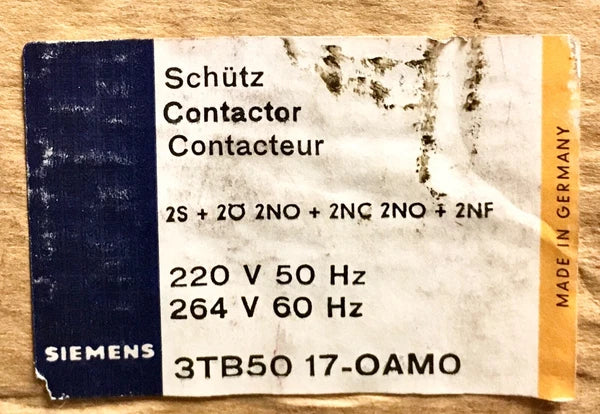 Schütz
Contactor
Contacteur
2S + 2Ö 2NO + 2NC 2NO + 2NF
220 V 50 Hz
264 V 60 Hz
3TB50 17-0AM0
SIEMENS
MADE IN GERMANY